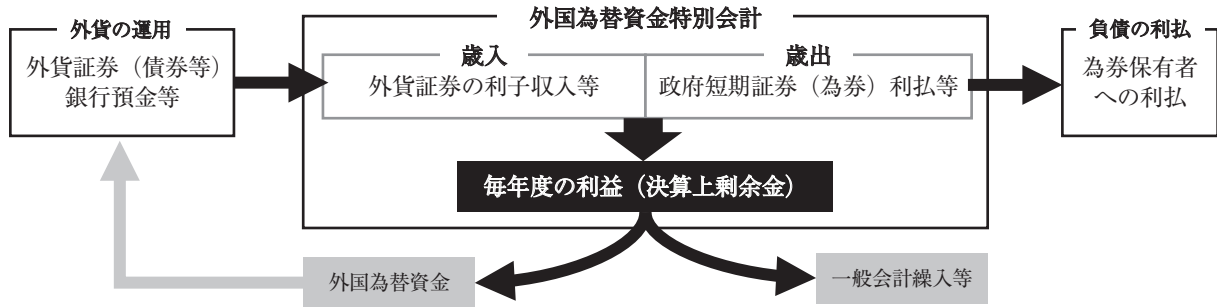 外国為替資金特別会計
外貨の運用
外貨証券（債券等）
銀行預金等
歳入
外貨証券の利子収入等
歳出
政府短期証券（為券）利払等
負債の利払
為券保有者
への利払
毎年度の利益（決算上剰余金）
外国為替資金
一般会計繰入等